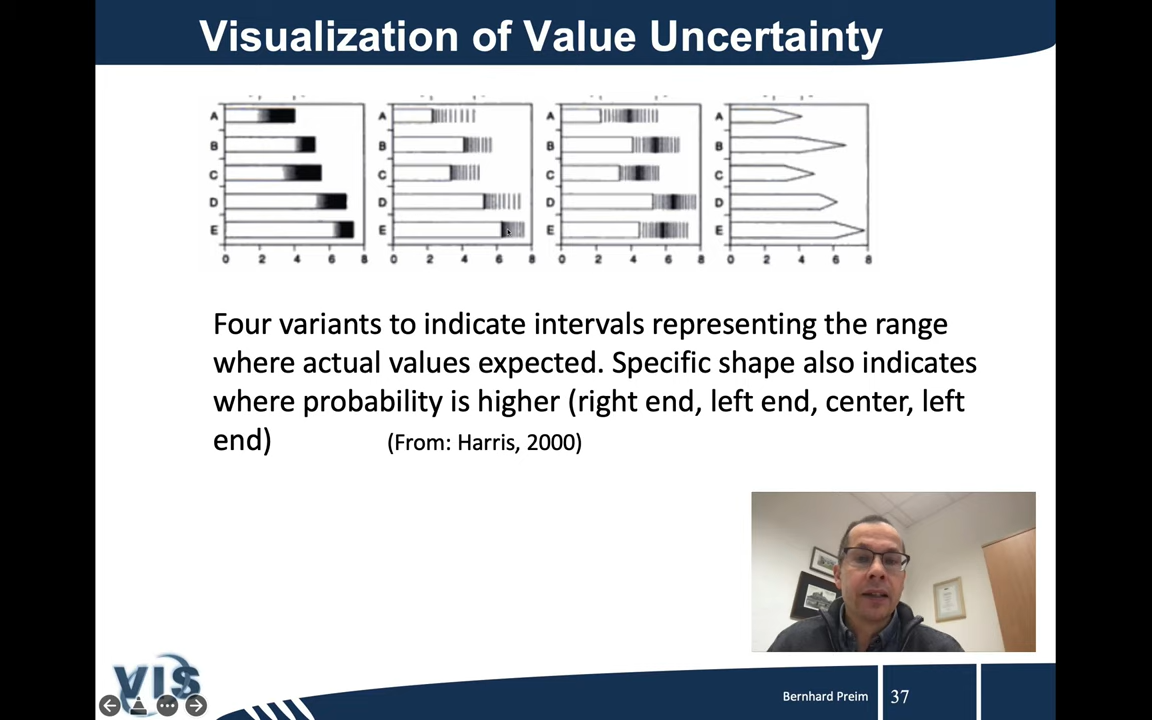 Visualization of Value Uncertainty
A
B
C
D
E
0 2 4 6 8
A
B
C
D
E
0 2 4 6 8
A
B
C
D
E
0 2 4 6 8
A
B
C
D
E
0 2 4 6 8
Four variants to indicate intervals representing the range
where actual values expected. Specific shape also indicates
where probability is higher (right end, left end, center, left
end) (From: Harris, 2000)
VIS
Bernhard Preim 37